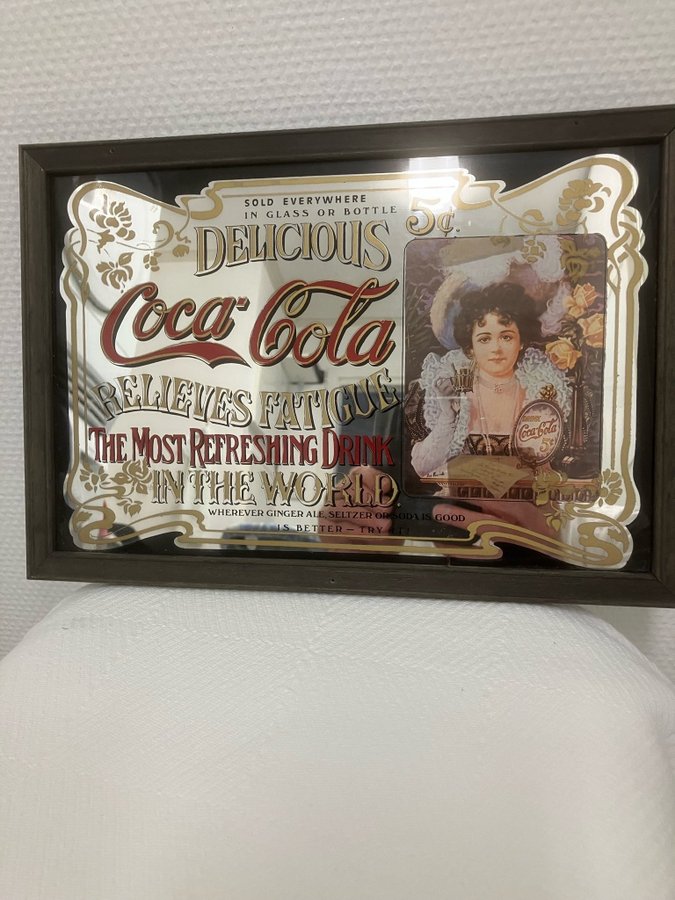 SOLD EVERYWHERE
IN GLASS OR BOTTLE 5¢.
DELICIOUS
Coca-Cola
RELIEVES FATIGUE
THE MOST REFRESHING DRINK
IN THE WORLD.
WHEREVER GINGER ALE, SELTZER OR SODA IS GOOD
IS BETTER – TRY IT!
Coca-Cola
5¢